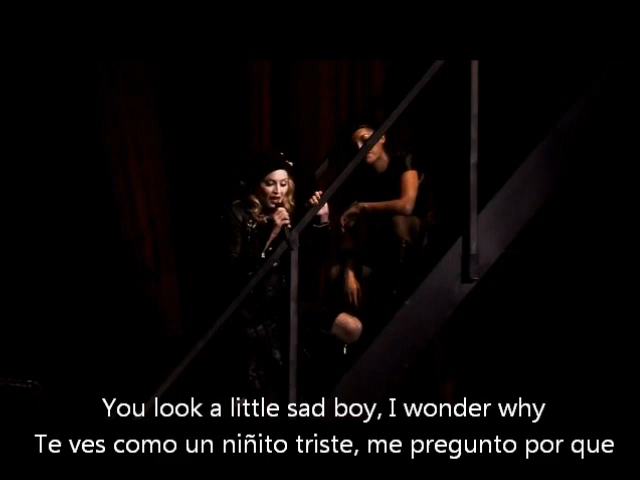 You look a little sad boy, I wonder why
Te ves como un niñito triste, me pregunto por que